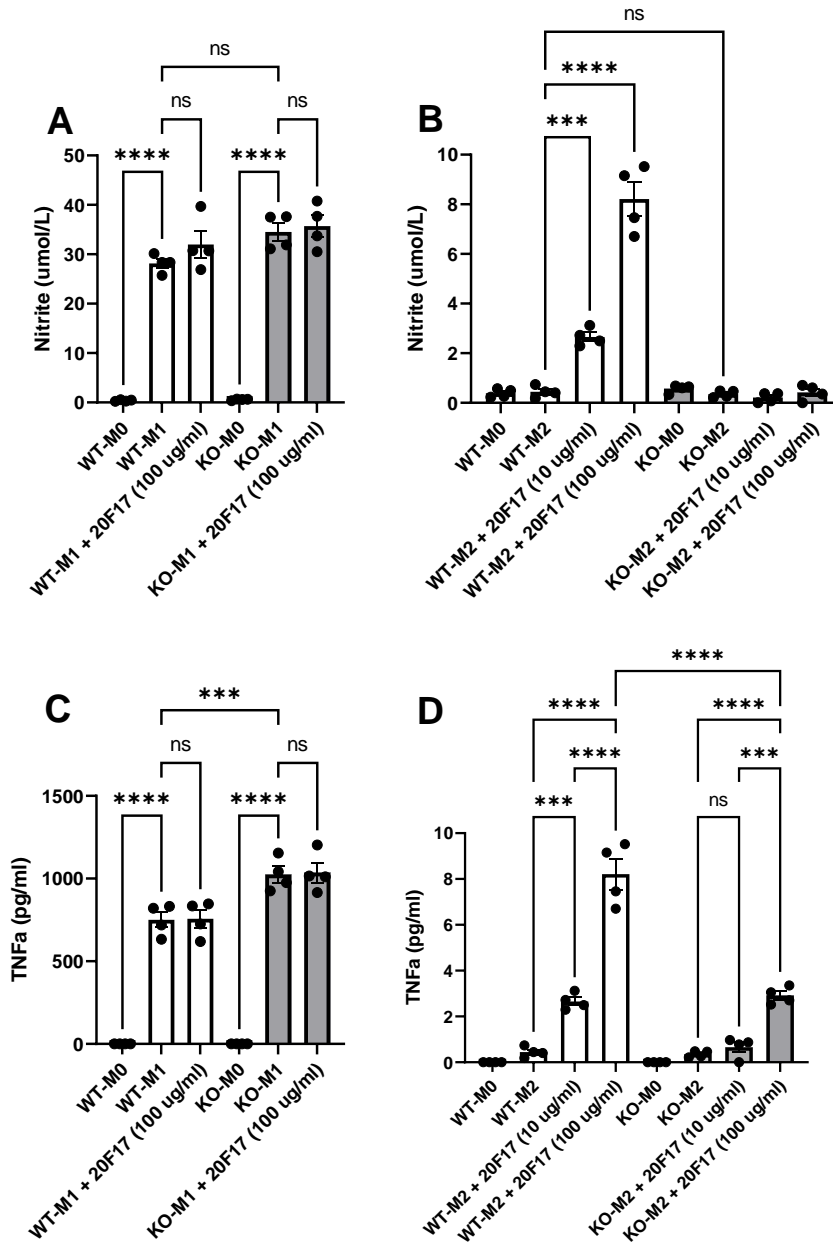 A
ns
ns
ns
****
****
Nitrite (umol/L)
50
40
30
20
10
0
WT-M0
WT-M1
WT-M1 + 20F17 (100 ug/ml)
KO-M0
KO-M1
KO-M1 + 20F17 (100 ug/ml)
B
ns
****
***
Nitrite (umol/L)
10
8
6
4
2
0
WT-M0
WT-M2
WT-M2 + 20F17 (10 ug/ml)
WT-M2 + 20F17 (100 ug/ml)
KO-M0
KO-M2
KO-M2 + 20F17 (10 ug/ml)
KO-M2 + 20F17 (100 ug/ml)
C
***
ns
ns
****
****
TNFa (pg/ml)
1500
1000
500
0
WT-M0
WT-M1
WT-M1 + 20F17 (100 ug/ml)
KO-M0
KO-M1
KO-M1 + 20F17 (100 ug/ml)
D
****
****
****
****
***
***
ns
TNFa (pg/ml)
10
8
6
4
2
0
WT-M0
WT-M2
WT-M2 + 20F17 (10 ug/ml)
WT-M2 + 20F17 (100 ug/ml)
KO-M0
KO-M2
KO-M2 + 20F17 (10 ug/ml)
KO-M2 + 20F17 (100 ug/ml)